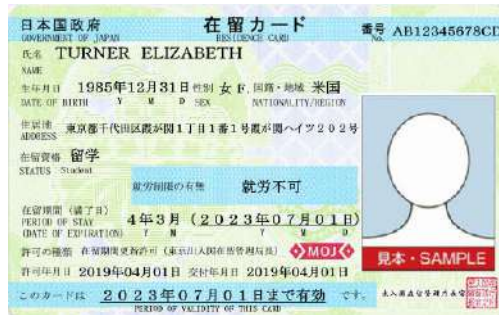 日本国政府 在留カード 番号 AB12345678CD
GOVERNMENT OF JAPAN RESIDENCE CARD No.
氏名 TURNER ELIZABETH
NAME
生年月日 1985年12月31日 性別 女 F. 国籍・地域 米国
DATE OF BIRTH Y M D SEX NATIONALITY/REGION
住居地 東京都千代田区霞が関1丁目1番1号霞が関ハイツ202号
ADDRESS
在留資格 留学
STATUS Student
就労制限の有無 就労不可
在留期間（満了日） 4年3月（2023年07月01日）
PERIOD OF STAY
(DATE OF EXPIRATION) Y M Y M D
許可の種類 在留期間更新許可（東京出入国在留管理局長） MOJ
見本・SAMPLE
許可年月日 2019年04月01日 交付年月日 2019年04月01日
このカードは 2023年07月01日まで有効 です。
PERIOD OF VALIDITY OF THIS CARD